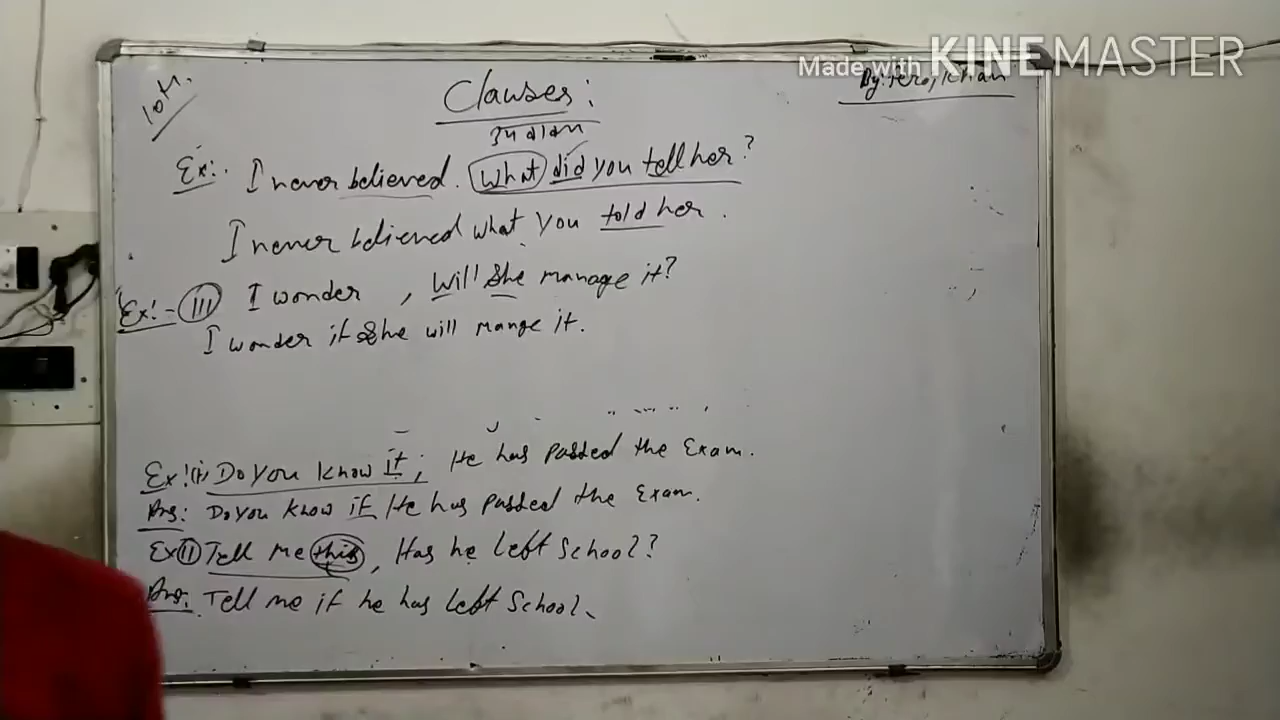 Made with KINEMASTER
10th.
Clauses:
By: Feroj Khan
उपवाक्य
Ex:. I never believed. What did you tell her?
I never believed what you told her.
Ex:- (III) I wonder , Will She manage it?
I wonder if She will mange it.
Ex:(I) Do you know it; He has passed the Exam.
Ans: Do you know if He has passed the Exam.
Ex (II) Tell me this, Has he left School?
Ans. Tell me if he has left School.